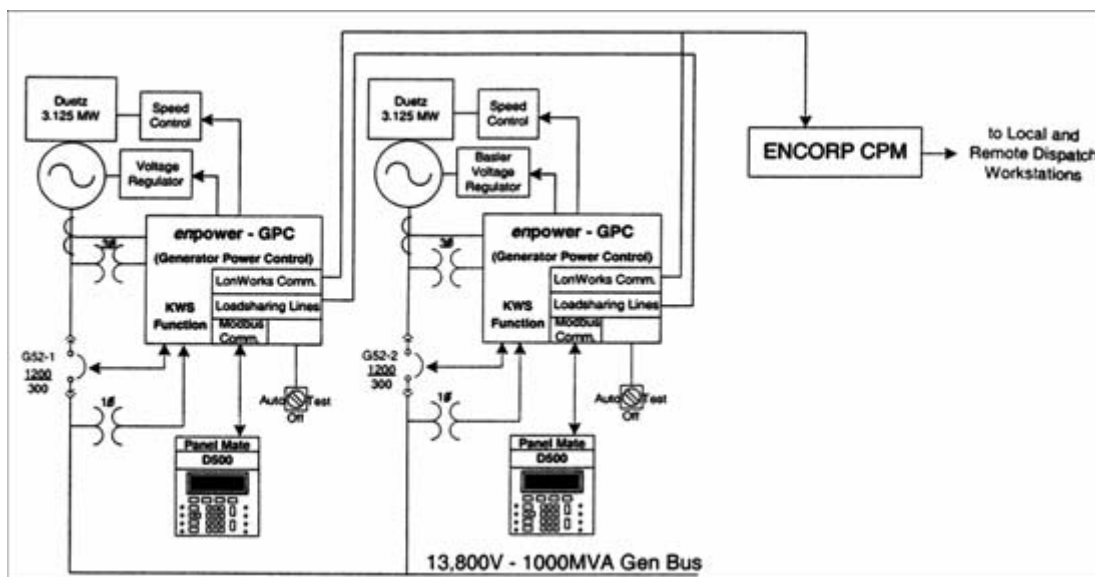 Duetz
3.125 MW
Speed
Control
Voltage
Regulator
enpower - GPC
(Generator Power Control)
LonWorks Comm.
KWS
Function
Loadsharing Lines
Modbus
Comm.
3Ø
G52-1
1200
300
1Ø
Auto
Test
Off
Panel Mate
D500
Duetz
3.125 MW
Speed
Control
Basler
Voltage
Regulator
enpower - GPC
(Generator Power Control)
LonWorks Comm.
KWS
Function
Loadsharing Lines
Modbus
Comm.
3Ø
G52-2
1200
300
1Ø
Auto
Test
Off
Panel Mate
D500
ENCORP CPM
to Local and
Remote Dispatch
Workstations
13,800V - 1000MVA Gen Bus